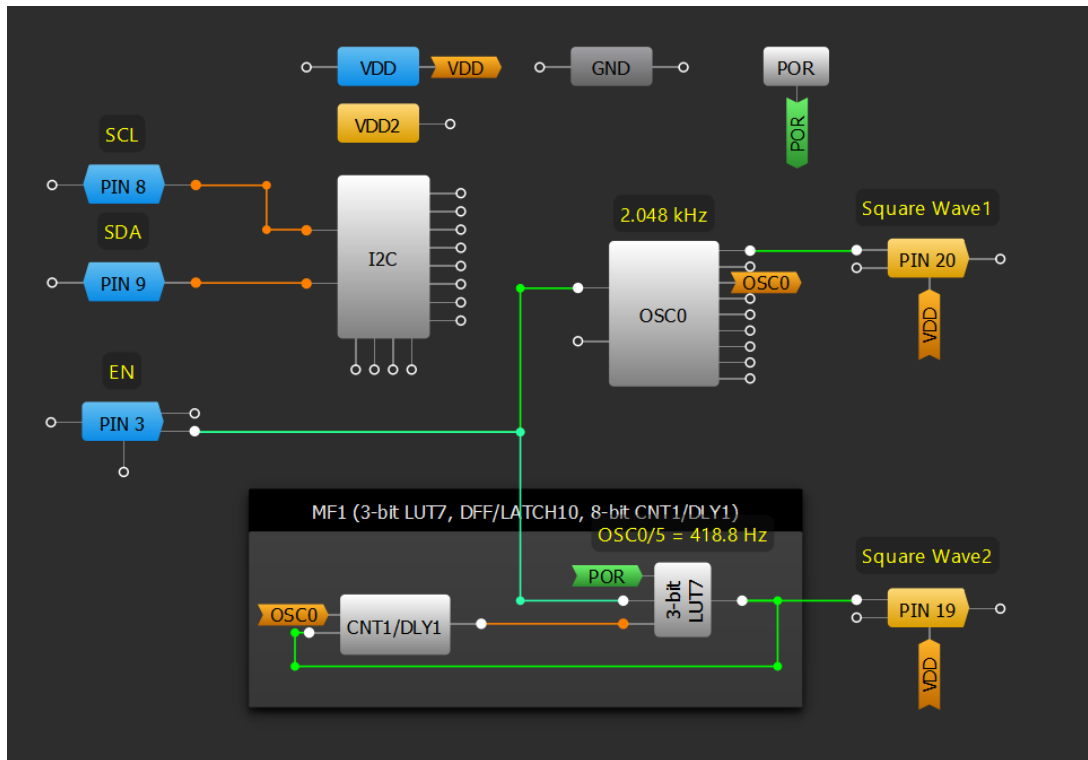 VDD
VDD
GND
POR
POR
VDD2
SCL
PIN 8
SDA
PIN 9
I2C
2.048 kHz
OSC0
OSC0
Square Wave1
PIN 20
VDD
EN
PIN 3
MF1 (3-bit LUT7, DFF/LATCH10, 8-bit CNT1/DLY1)
OSC0/5 = 418.8 Hz
POR
3-bit
LUT7
OSC0
CNT1/DLY1
Square Wave2
PIN 19
VDD